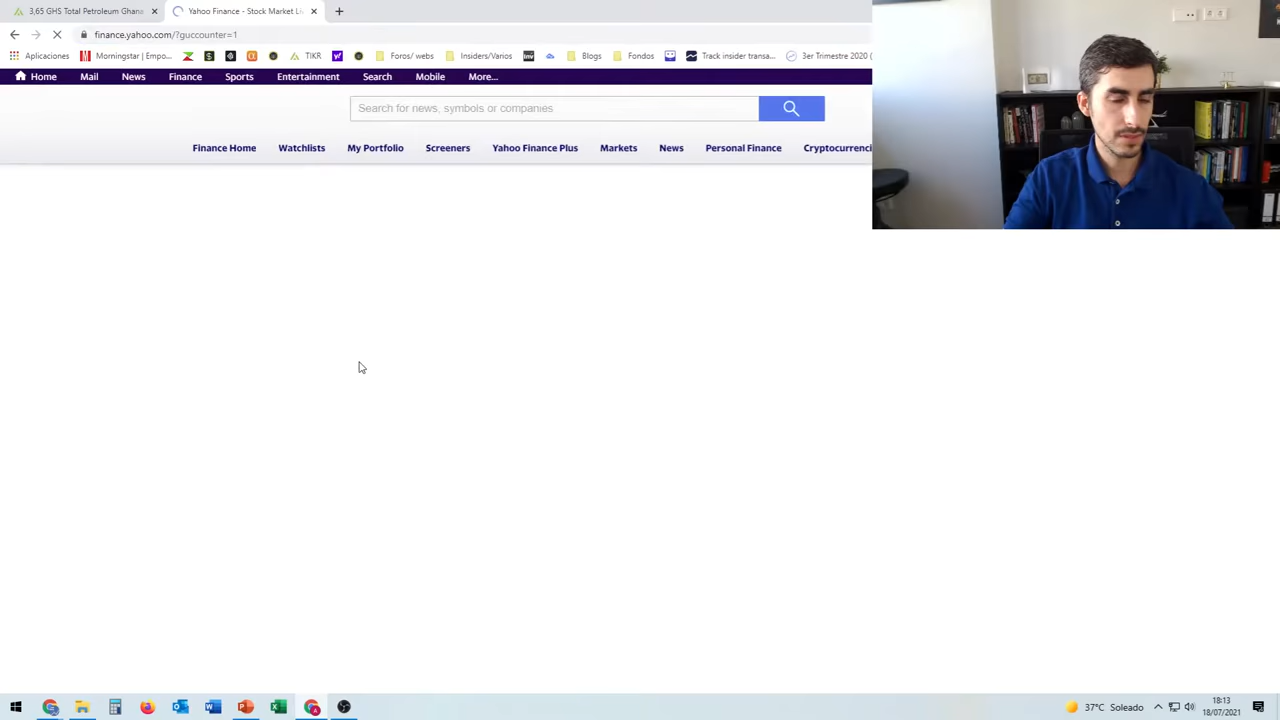 3,65 GHS Total Petroleum Ghana
Yahoo Finance - Stock Market Li
finance.yahoo.com/?guccounter=1
Aplicaciones
Morningstar | Empo...
TIKR
Foros/ webs
Insiders/Varios
tmv
Blogs
Fondos
Track insider transa...
3er Trimestre 2020 (
Home Mail News Finance Sports Entertainment Search Mobile More...
Search for news, symbols or companies
Finance Home Watchlists My Portfolio Screeners Yahoo Finance Plus Markets News Personal Finance Cryptocurrenci
37°C Soleado
18:13
18/07/2021